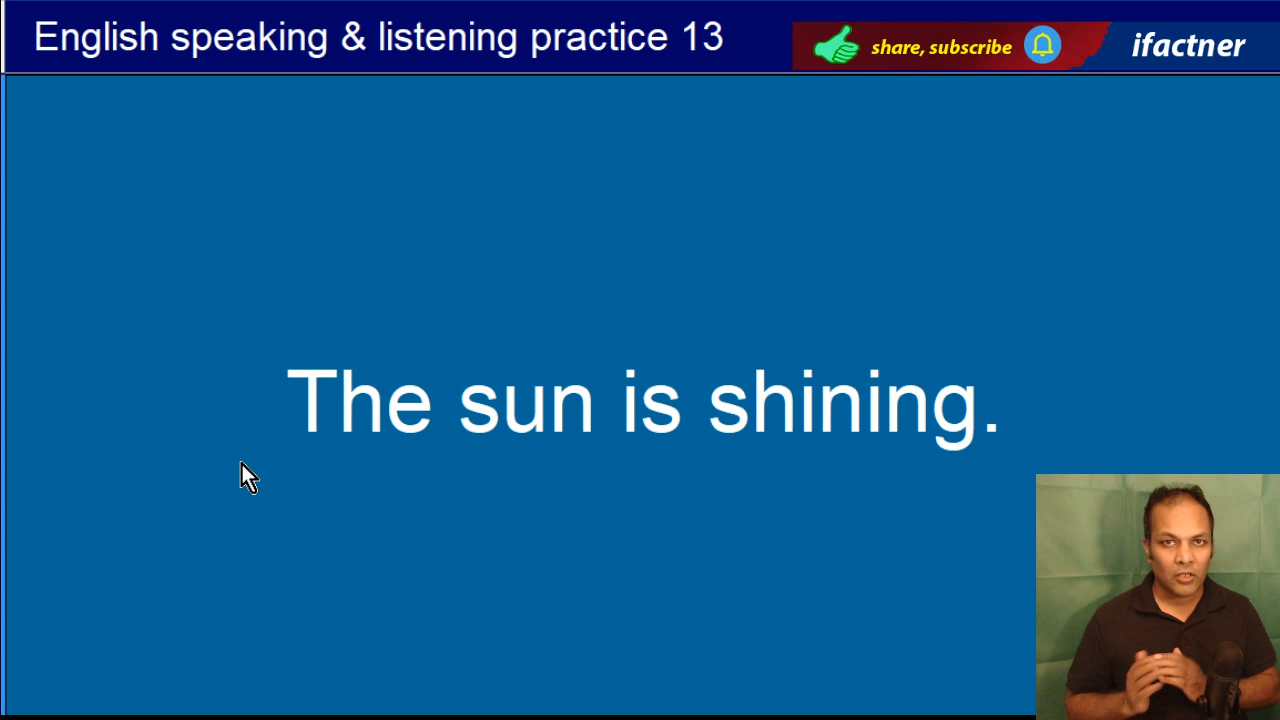 English speaking & listening practice 13
share, subscribe
ifactner
The sun is shining.